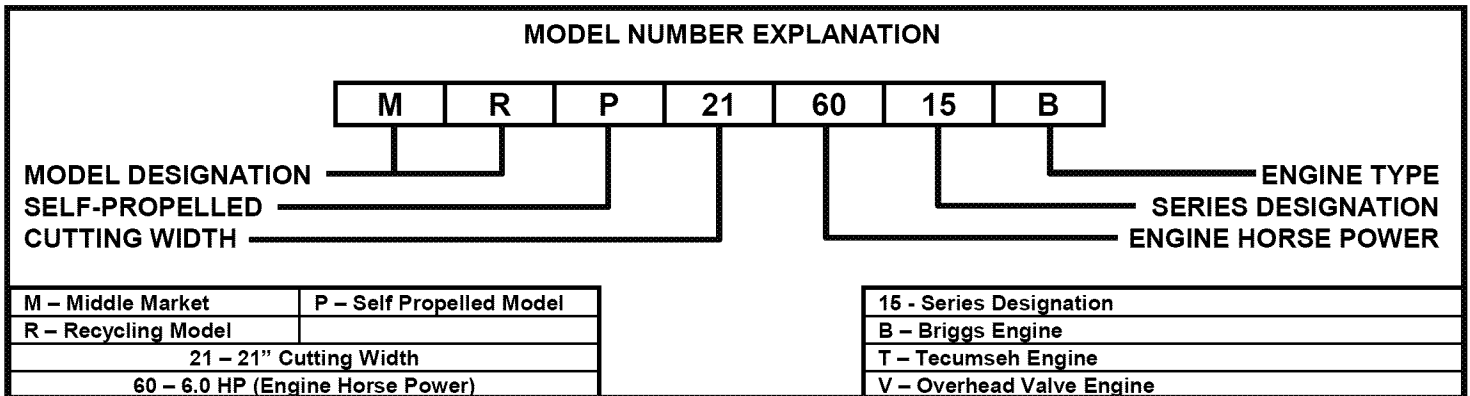 MODEL NUMBER EXPLANATION
M R P 21 60 15 B
MODEL DESIGNATION
SELF-PROPELLED
CUTTING WIDTH
ENGINE TYPE
SERIES DESIGNATION
ENGINE HORSE POWER
M – Middle Market P – Self Propelled Model
R – Recycling Model
21 – 21” Cutting Width
60 – 6.0 HP (Engine Horse Power)
15 - Series Designation
B – Briggs Engine
T – Tecumseh Engine
V – Overhead Valve Engine